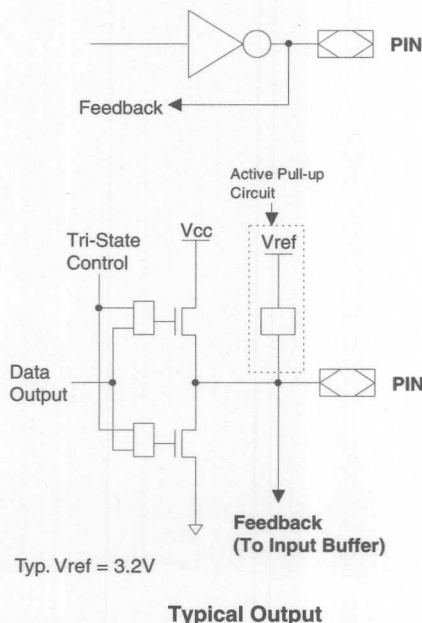 PIN
Feedback
Active Pull-up
Circuit
Vcc
Vref
Tri-State
Control
Data
Output
PIN
Feedback
(To Input Buffer)
Typ. Vref = 3.2V
Typical Output